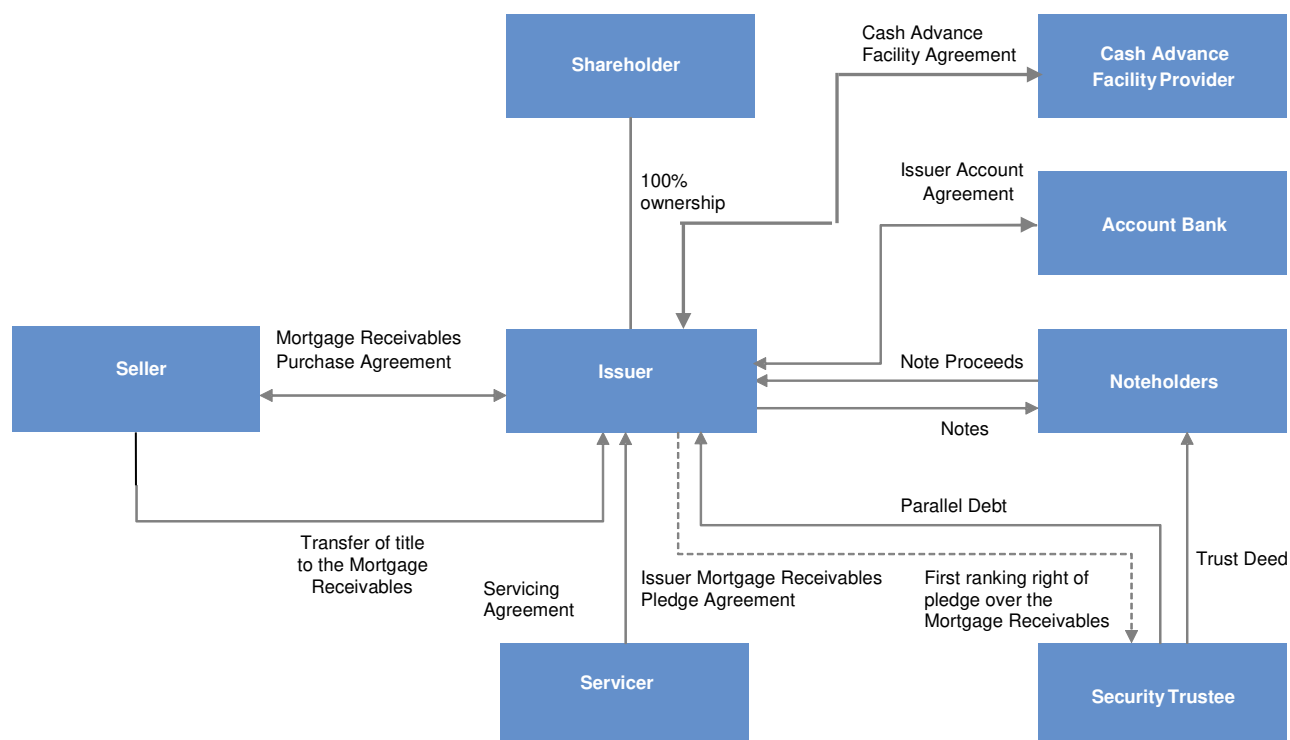 Shareholder
Cash Advance
Facility Agreement
Cash Advance
Facility Provider
100%
ownership
Issuer Account
Agreement
Account Bank
Seller
Mortgage Receivables
Purchase Agreement
Issuer
Note Proceeds
Noteholders
Notes
Transfer of title
to the Mortgage
Receivables
Parallel Debt
Trust Deed
Servicing
Agreement
Issuer Mortgage Receivables
Pledge Agreement
First ranking right of
pledge over the
Mortgage Receivables
Servicer
Security Trustee